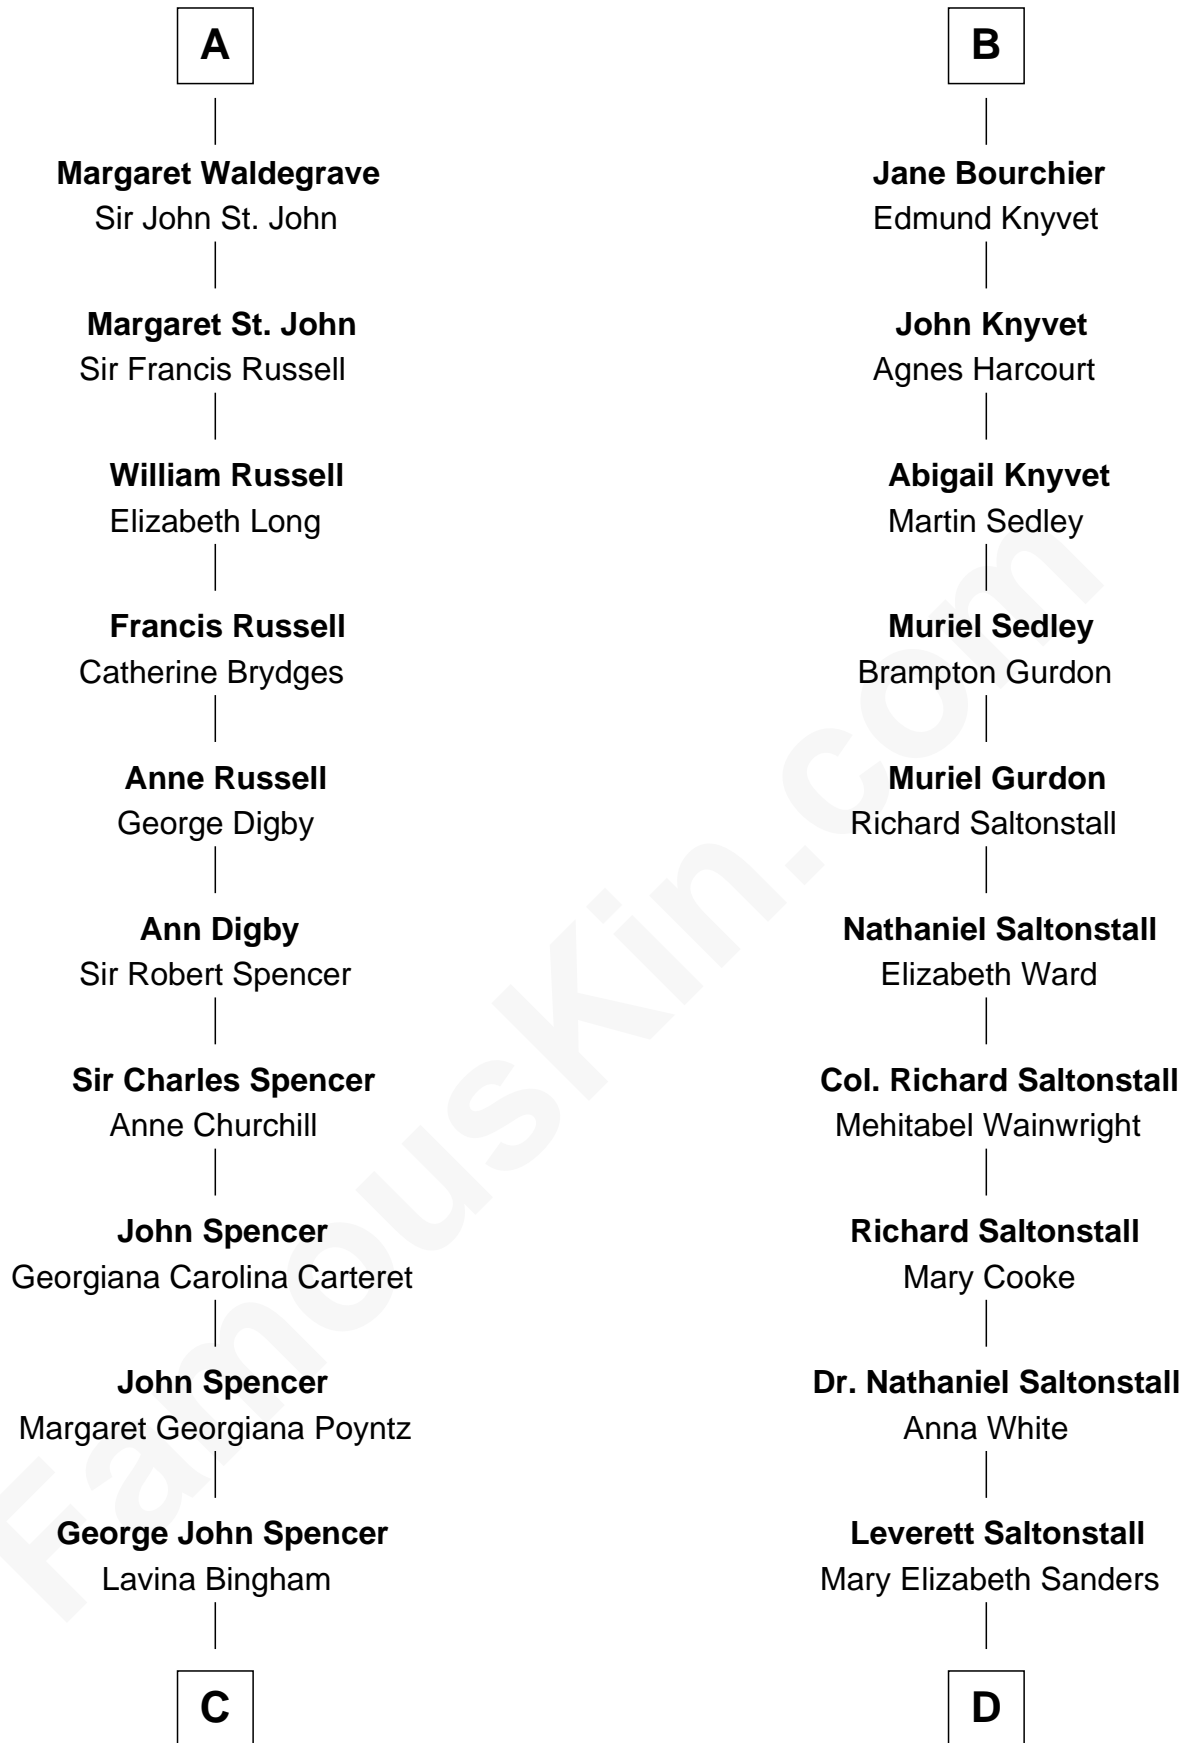 A
Margaret Waldegrave
Sir John St. John
Margaret St. John
Sir Francis Russell
William Russell
Elizabeth Long
Francis Russell
Catherine Brydges
Anne Russell
George Digby
Ann Digby
Sir Robert Spencer
Sir Charles Spencer
Anne Churchill
John Spencer
Georgiana Carolina Carteret
John Spencer
Margaret Georgiana Poyntz
George John Spencer
Lavina Bingham
C
B
Jane Bourchier
Edmund Knyvet
John Knyvet
Agnes Harcourt
Abigail Knyvet
Martin Sedley
Muriel Sedley
Brampton Gurdon
Muriel Gurdon
Richard Saltonstall
Nathaniel Saltonstall
Elizabeth Ward
Col. Richard Saltonstall
Mehitabel Wainwright
Richard Saltonstall
Mary Cooke
Dr. Nathaniel Saltonstall
Anna White
Leverett Saltonstall
Mary Elizabeth Sanders
D
FamousKin.com